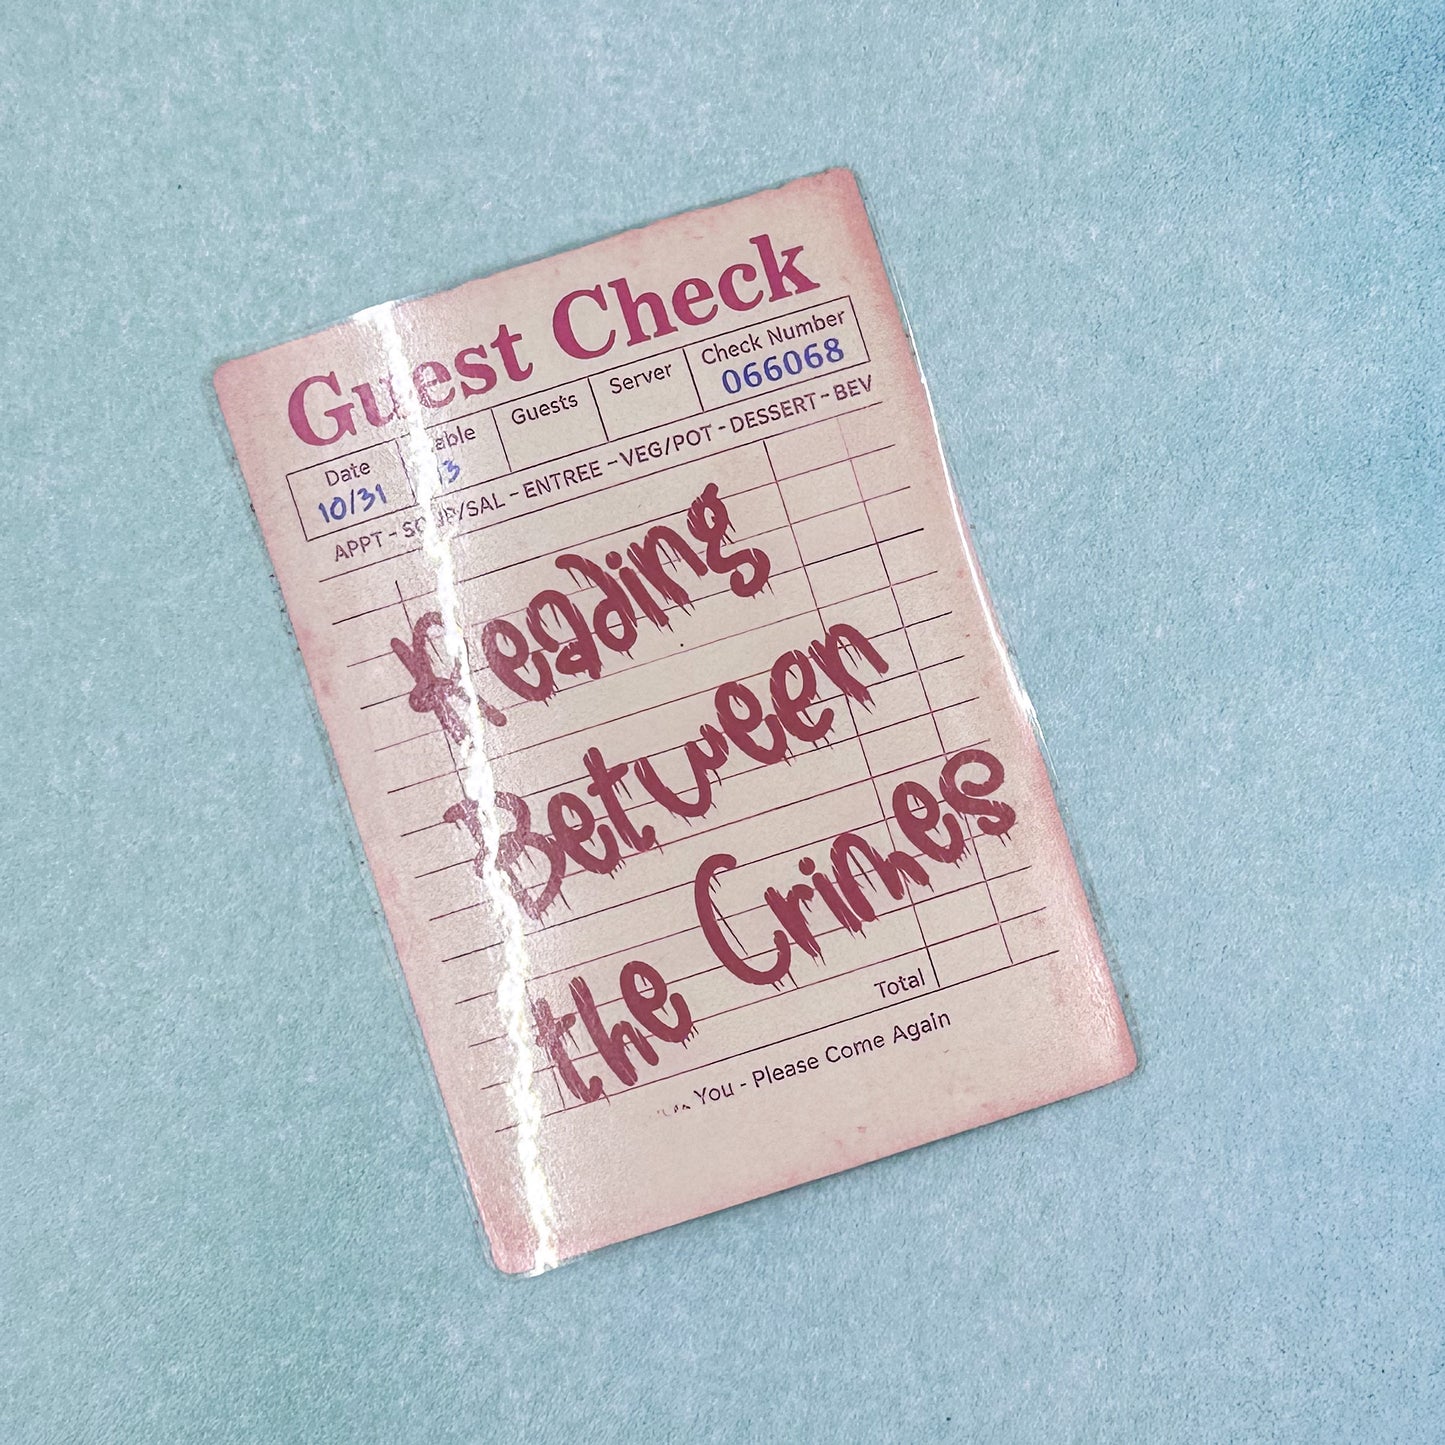 Guest Check
Date Table Guests Server Check Number
10/31 066068
APPT - SOUP/SAL - ENTREE - VEG/POT - DESSERT - BEV
Reading
Between
the Crimes
Total
You - Please Come Again